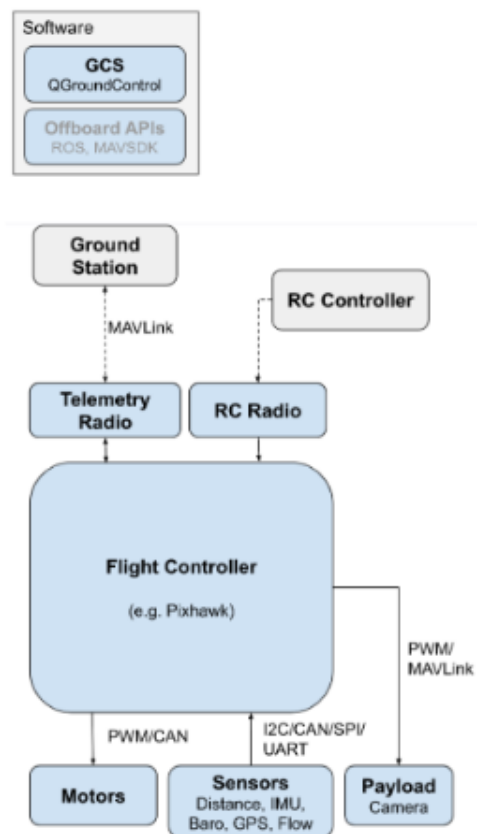 Software
GCS
QGroundControl
Offboard APIs
ROS, MAVSDK
Ground
Station
RC Controller
MAVLink
Telemetry
Radio
RC Radio
Flight Controller
(e.g. Pixhawk)
PWM/
MAVLink
PWM/CAN
I2C/CAN/SPI/
UART
Motors
Sensors
Distance, IMU,
Baro, GPS, Flow
Payload
Camera